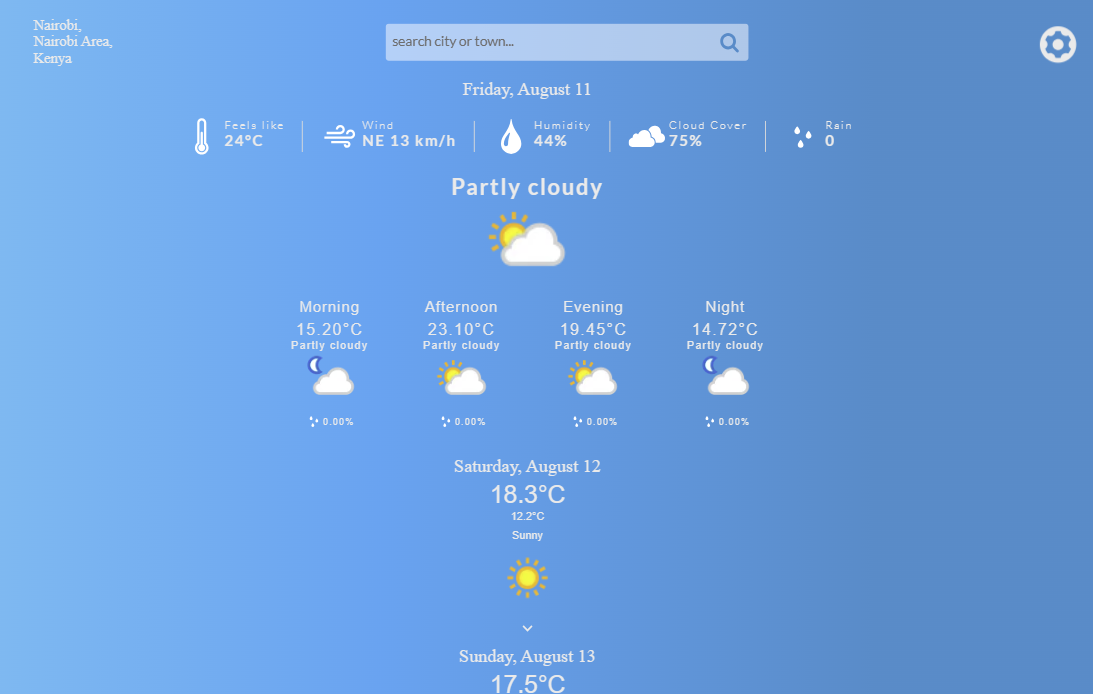 Nairobi,
Nairobi Area,
Kenya
search city or town...
Friday, August 11
Feels like
24°C
Wind
NE 13 km/h
Humidity
44%
Cloud Cover
75%
Rain
0
Partly cloudy
Morning Afternoon Evening Night
15.20°C 23.10°C 19.45°C 14.72°C
Partly cloudy Partly cloudy Partly cloudy Partly cloudy
0.00% 0.00% 0.00% 0.00%
Saturday, August 12
18.3°C
12.2°C
Sunny
Sunday, August 13
17.5°C